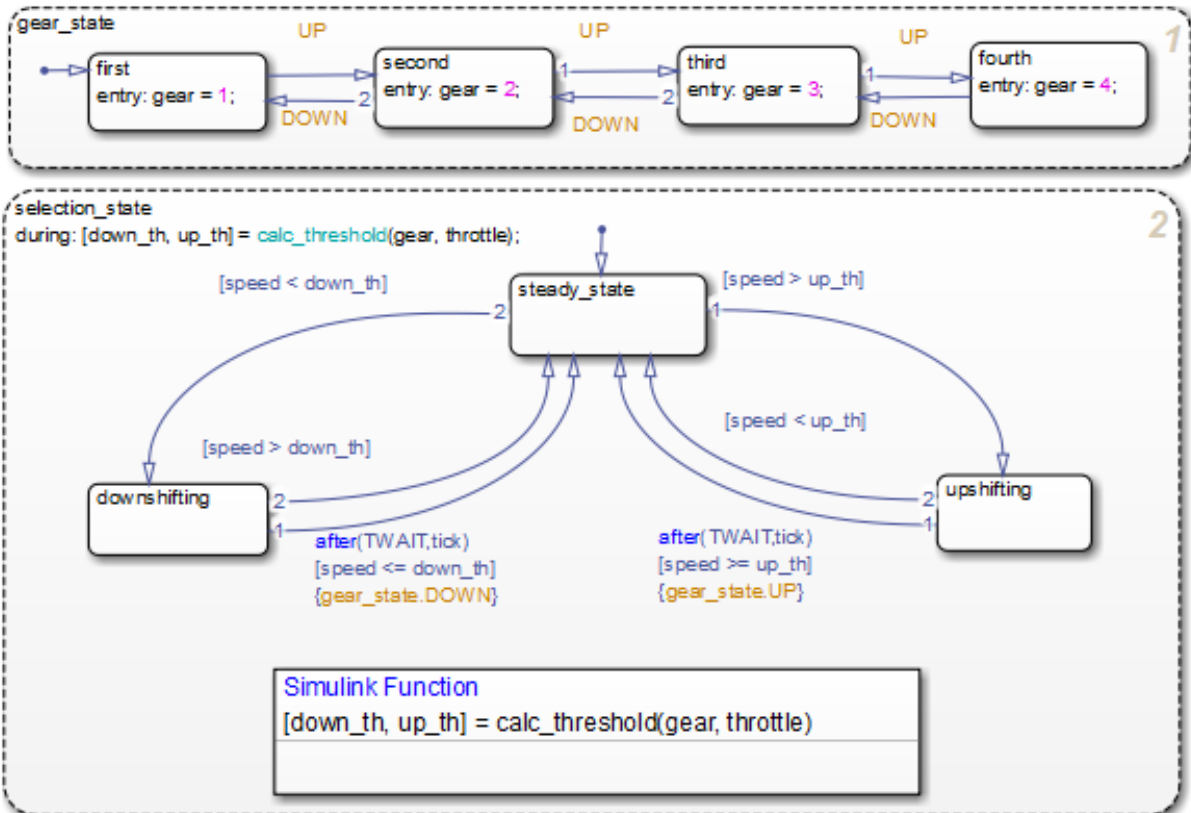 gear_state
1
UP
UP
UP
first
entry: gear = 1;
1
2
second
entry: gear = 2;
1
2
third
entry: gear = 3;
fourth
entry: gear = 4;
DOWN
DOWN
DOWN
selection_state
2
during: [down_th, up_th] = calc_threshold(gear, throttle);
[speed < down_th]
2
steady_state
1
[speed > up_th]
[speed > down_th]
[speed < up_th]
downshifting
2
1
upshifting
2
1
after(TWAIT,tick)
[speed <= down_th]
{gear_state.DOWN}
after(TWAIT,tick)
[speed >= up_th]
{gear_state.UP}
Simulink Function
[down_th, up_th] = calc_threshold(gear, throttle)